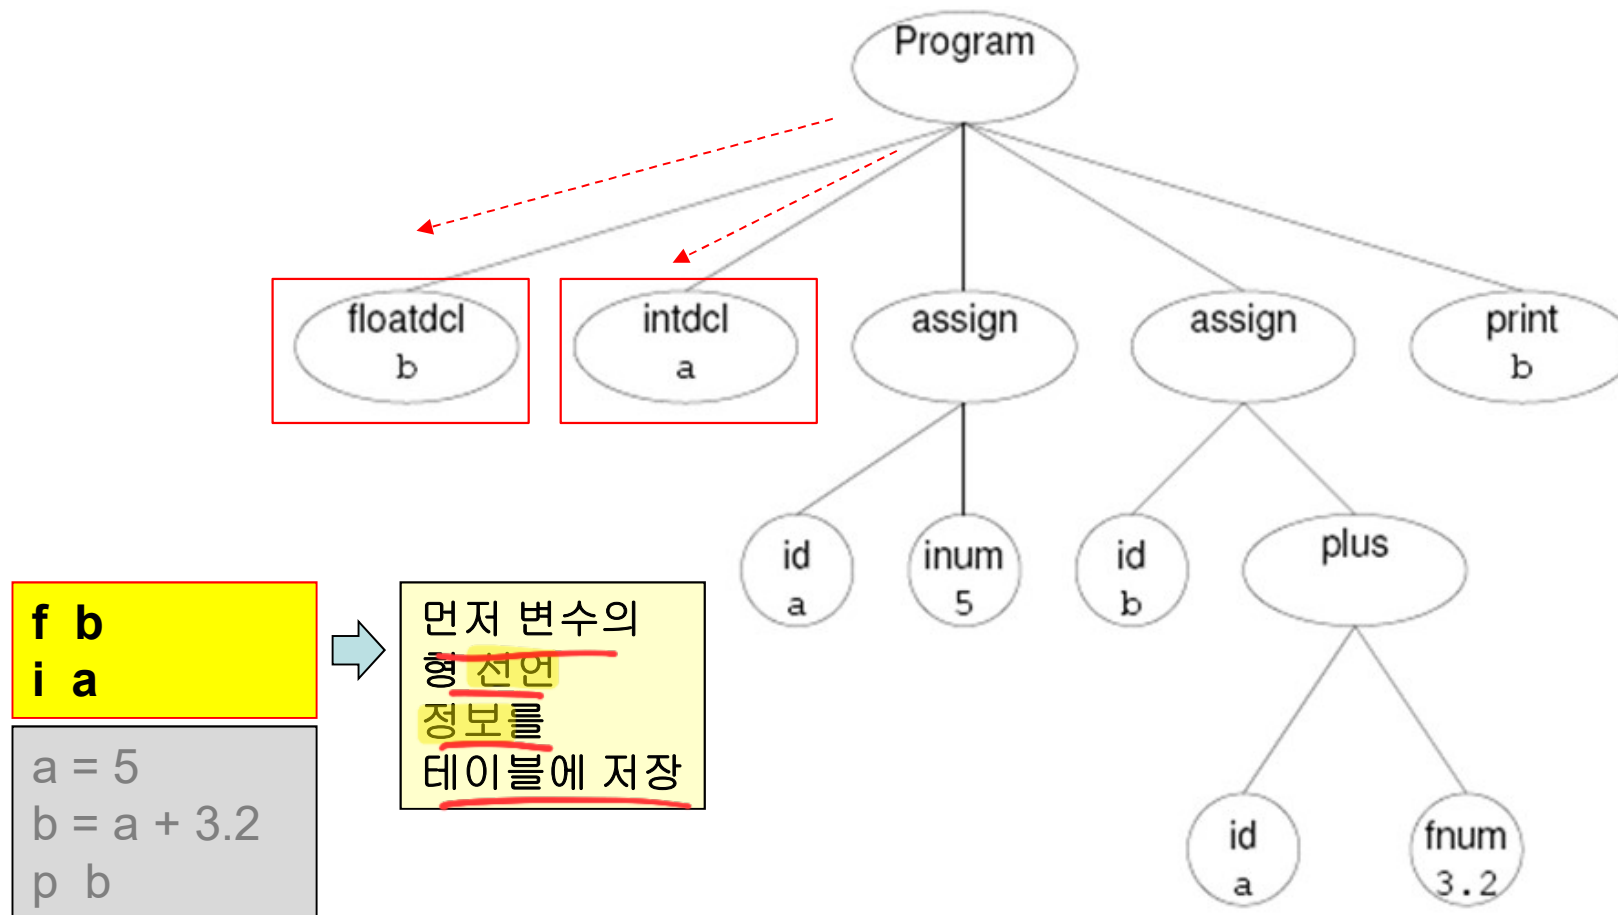 Program
floatdcl
b
intdcl
a
assign
assign
print
b
id
a
inum
5
id
b
plus
id
a
fnum
3.2
f b
i a
a = 5
b = a + 3.2
p b
먼저 변수의
형 선언
정보를
테이블에 저장